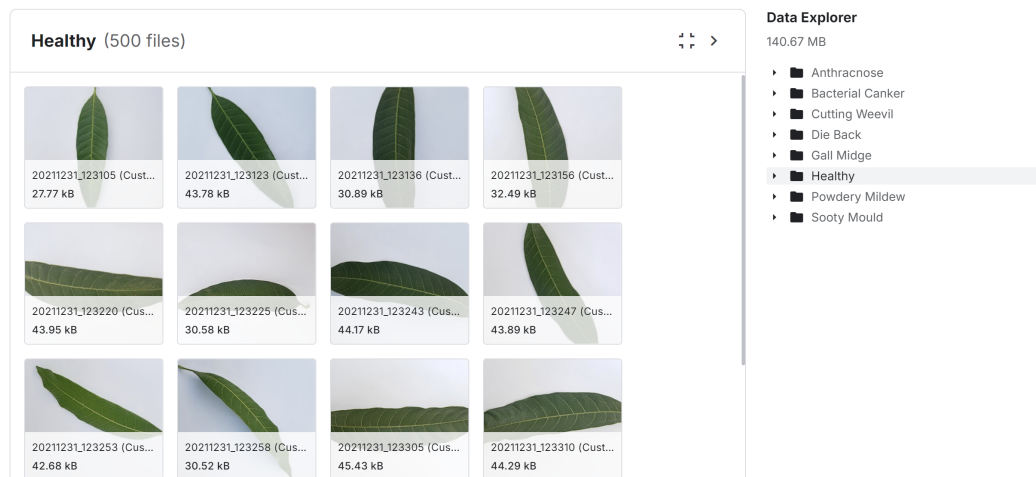 Healthy (500 files)
20211231_123105 (Cust...
27.77 kB
20211231_123123 (Cust...
43.78 kB
20211231_123136 (Cust...
30.89 kB
20211231_123156 (Cust...
32.49 kB
20211231_123220 (Cus...
43.95 kB
20211231_123225 (Cus...
30.58 kB
20211231_123243 (Cus...
44.17 kB
20211231_123247 (Cus...
43.89 kB
20211231_123253 (Cus...
42.68 kB
20211231_123258 (Cus...
30.52 kB
20211231_123305 (Cus...
45.43 kB
20211231_123310 (Cus...
44.29 kB
Data Explorer
140.67 MB
Anthracnose
Bacterial Canker
Cutting Weevil
Die Back
Gall Midge
Healthy
Powdery Mildew
Sooty Mould